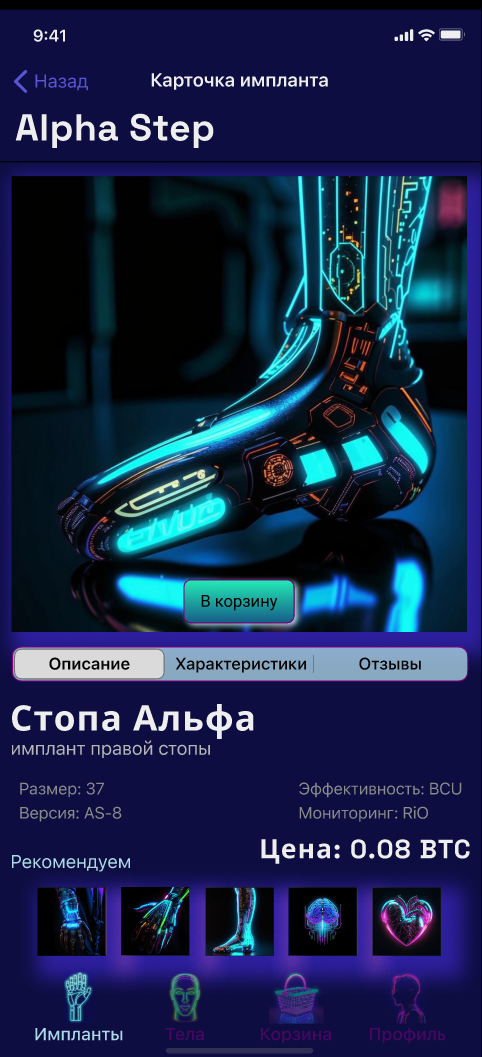 9:41
Назад
Карточка импланта
Alpha Step
В корзину
Описание
Характеристики
Отзывы
Стопа Альфа
имплант правой стопы
Размер: 37
Эффективность: BCU
Версия: AS-8
Мониторинг: RiO
Цена: 0.08 BTC
Рекомендуем
Импланты
Тела
Корзина
Профиль